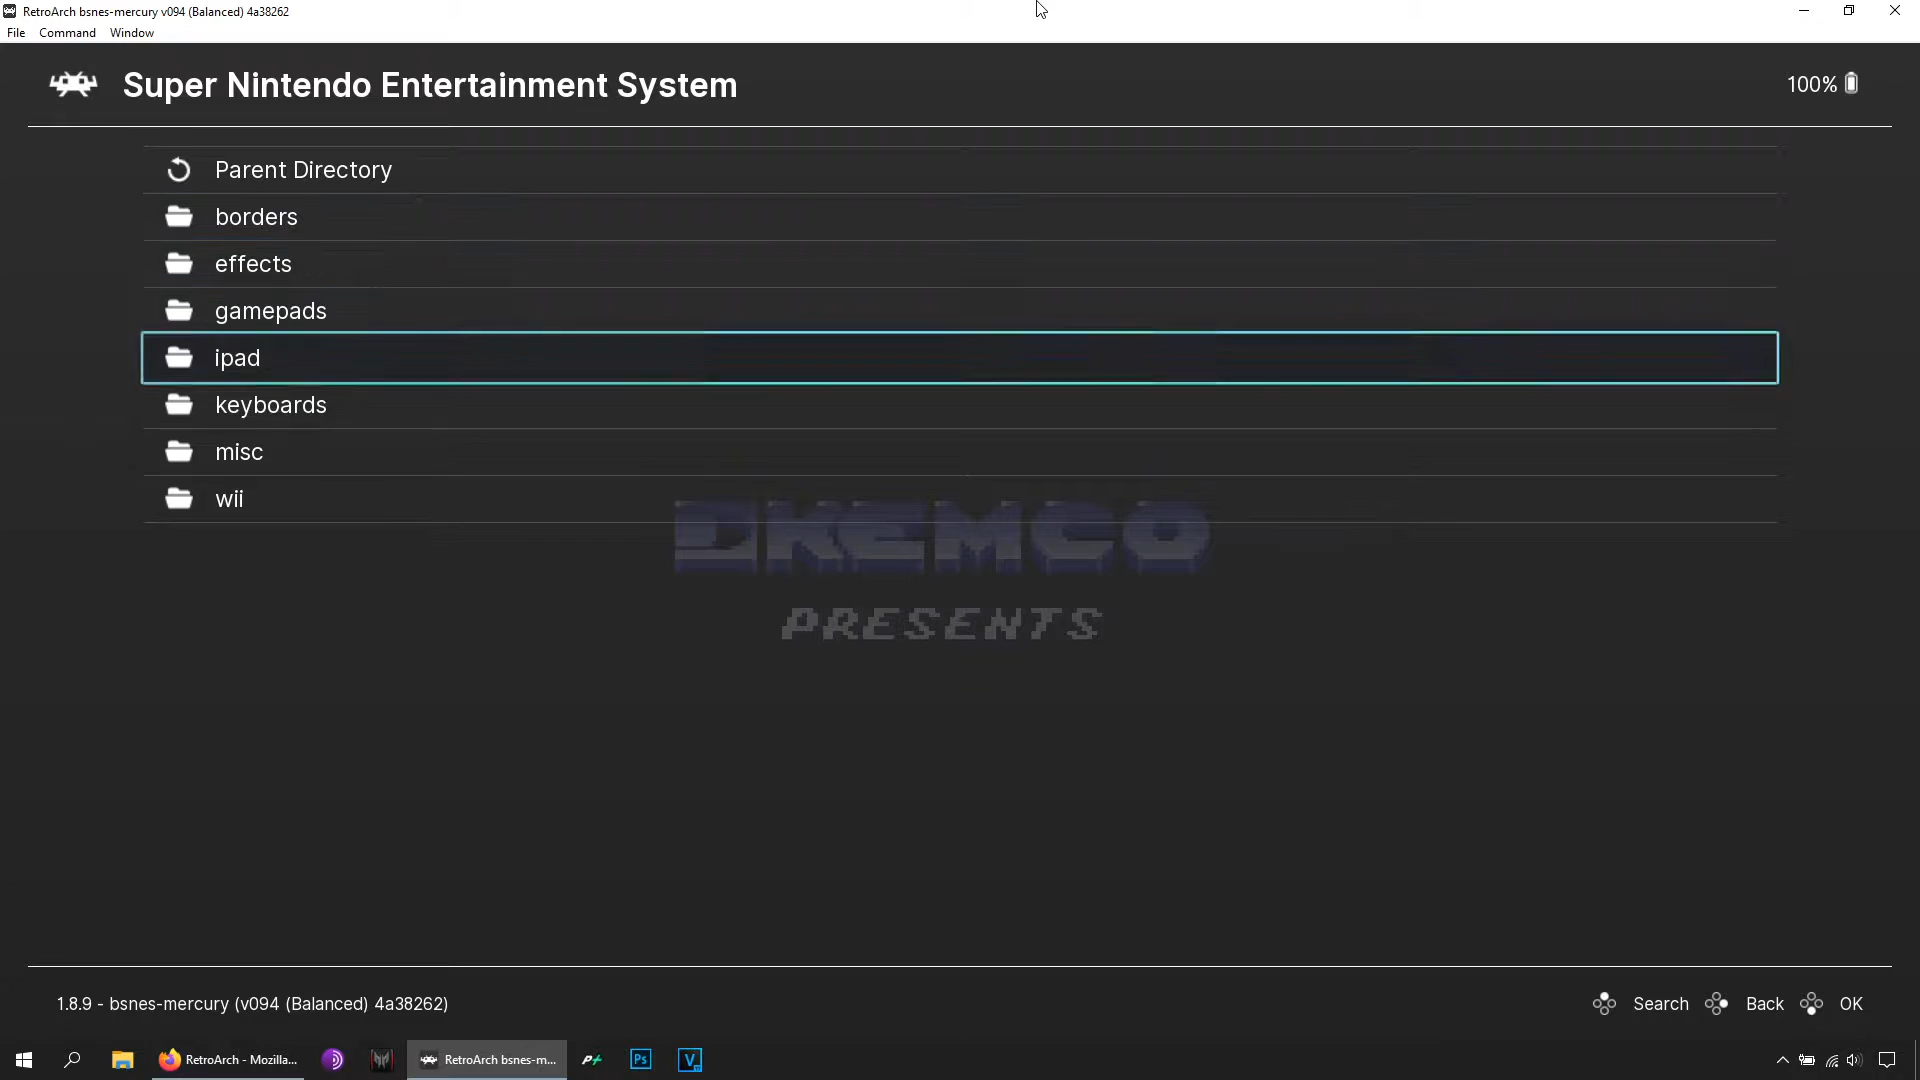 RetroArch bsnes-mercury v094 (Balanced) 4a38262
File Command Window
Super Nintendo Entertainment System
100%
Parent Directory
borders
effects
gamepads
ipad
keyboards
misc
wii
KEMCO
PRESENTS
1.8.9 - bsnes-mercury (v094 (Balanced) 4a38262)
Search Back OK
RetroArch - Mozilla...
RetroArch bsnes-m...
Ps
V